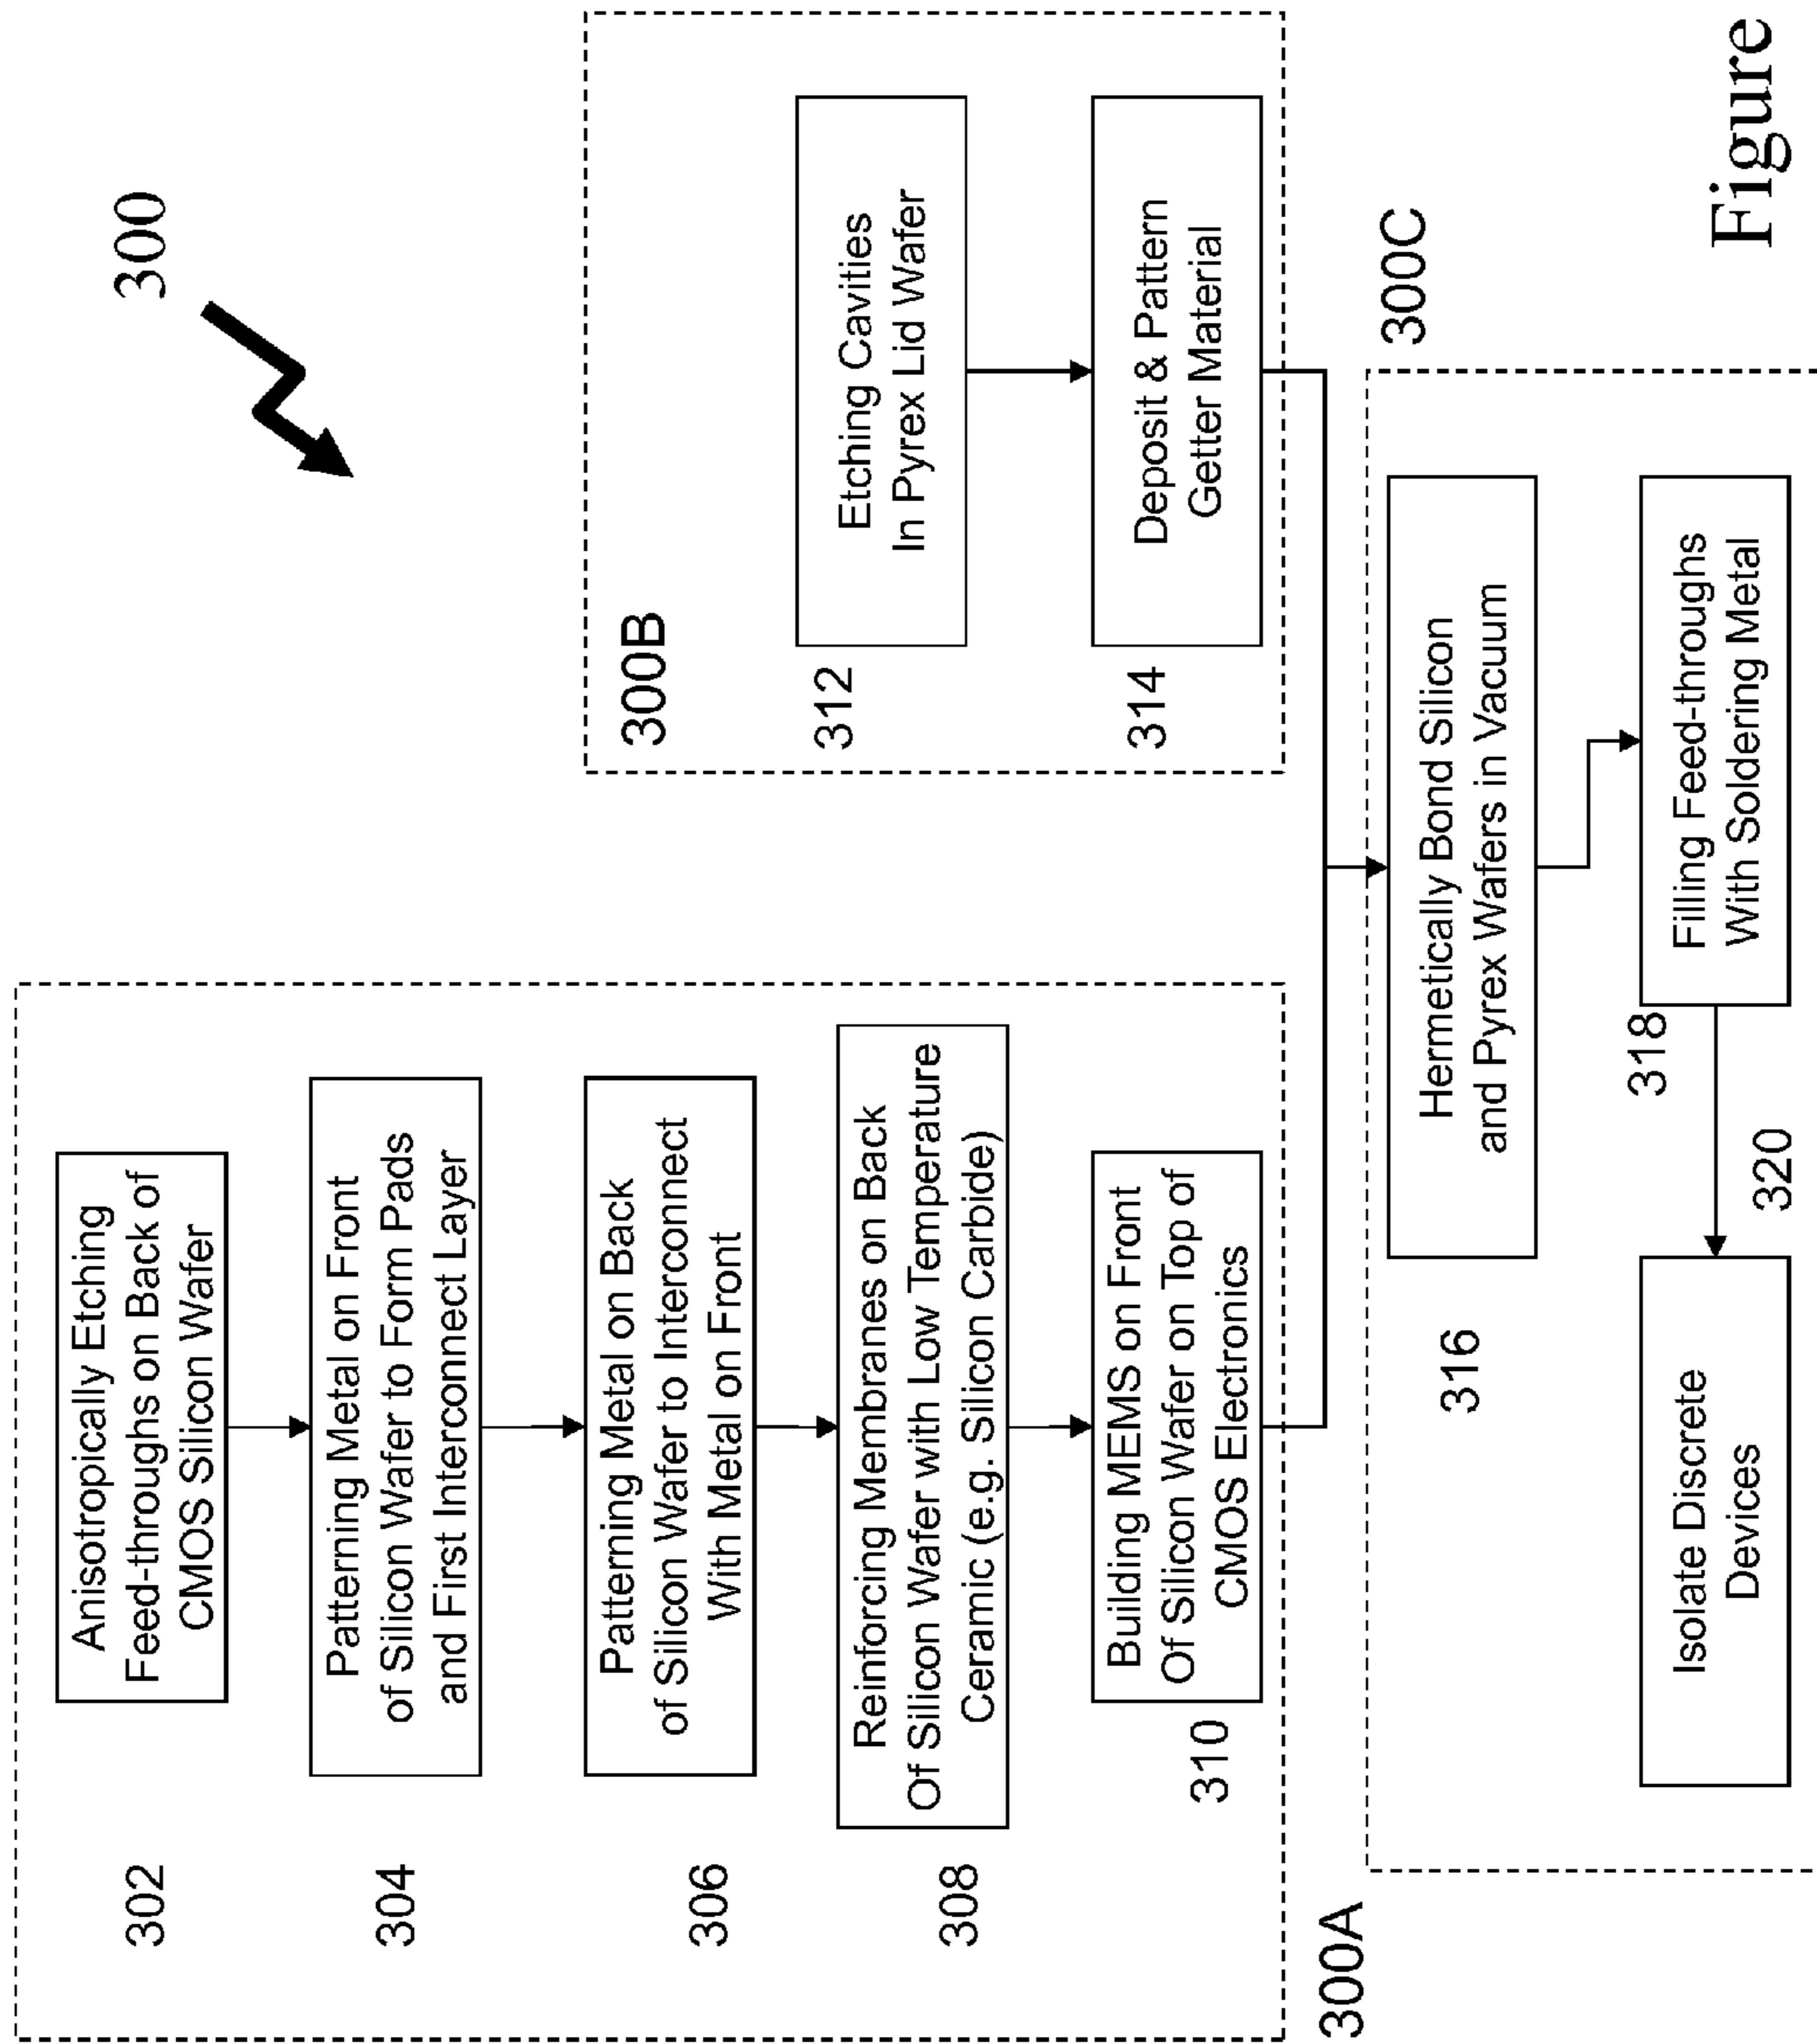 300
302
Anisotropically Etching
Feed-throughs on Back of
CMOS Silicon Wafer
304
Patterning Metal on Front
of Silicon Wafer to Form Pads
and First Interconnect Layer
306
Patterning Metal on Back
of Silicon Wafer to Interconnect
With Metal on Front
308
Reinforcing Membranes on Back
Of Silicon Wafer with Low Temperature
Ceramic (e.g. Silicon Carbide)
310
Building MEMS on Front
Of Silicon Wafer on Top of
CMOS Electronics
300A
300B
312
Etching Cavities
In Pyrex Lid Wafer
314
Deposit & Pattern
Getter Material
300C
316
Hermetically Bond Silicon
and Pyrex Wafers in Vacuum
318
Filling Feed-throughs
With Soldering Metal
320
Isolate Discrete
Devices
Figure